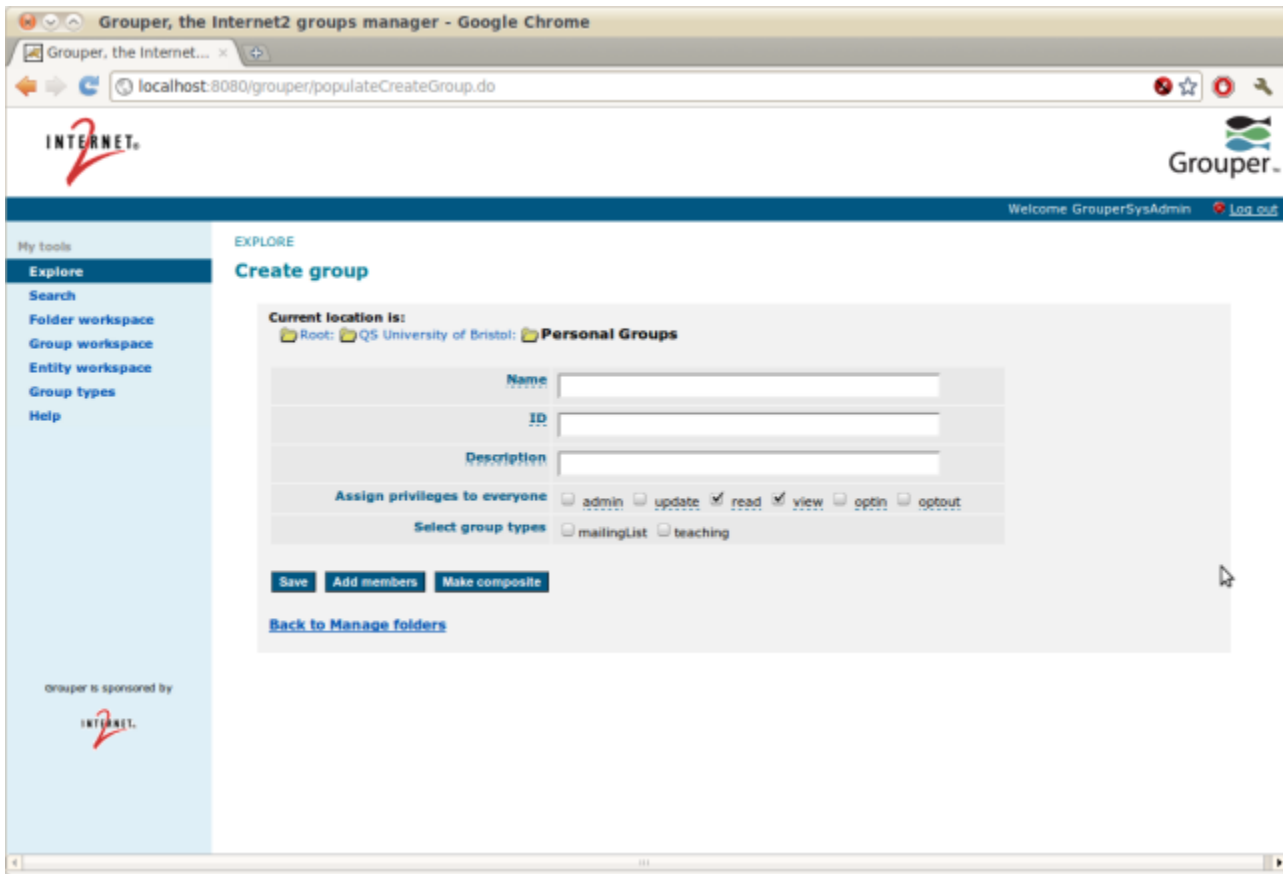 Grouper, the Internet2 groups manager - Google Chrome
Grouper, the Internet...
localhost:8080/grouper/populateCreateGroup.do
INTERNET® 2
Grouper™
Welcome GrouperSysAdmin Log out
My tools
Explore
Search
Folder workspace
Group workspace
Entity workspace
Group types
Help
Grouper is sponsored by
INTERNET® 2
EXPLORE
Create group
Current location is:
Root: QS University of Bristol: Personal Groups
Name
ID
Description
Assign privileges to everyone admin update read view optin optout
Select group types mailingList teaching
Save Add members Make composite
Back to Manage folders